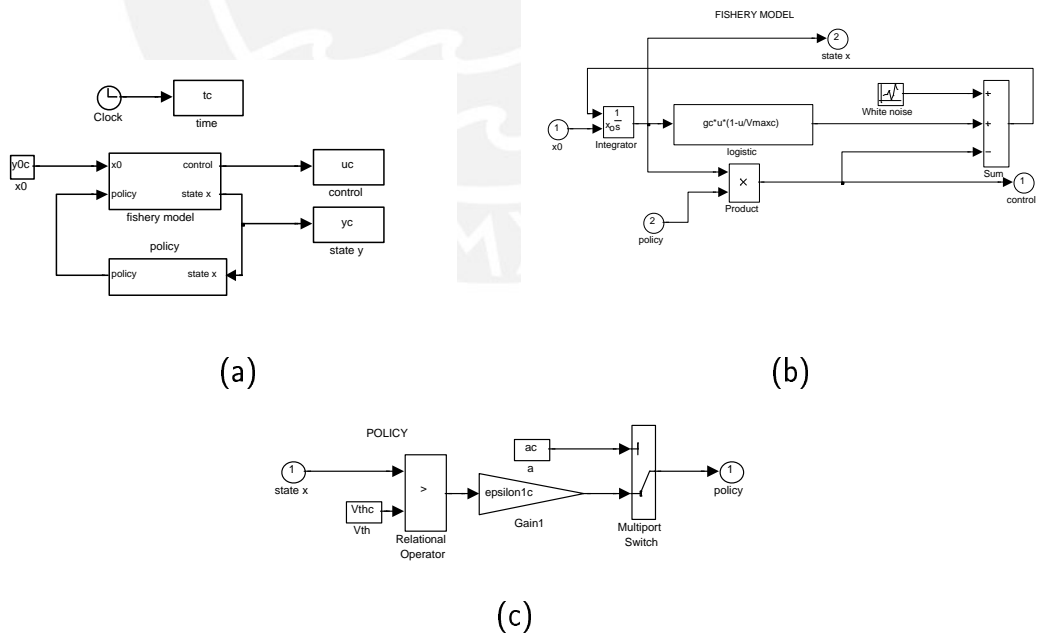 tc
Clock
time
y0c
x0
x0
control
policy
state x
fishery model
uc
control
yc
state y
policy
policy
state x
(a)
FISHERY MODEL
2
state x
1
x0
1
xo s
Integrator
gc*u*(1-u/Vmaxc)
logistic
White noise
+
+
−
Sum
×
Product
2
policy
1
control
(b)
POLICY
1
state x
Vthc
Vth
>
Relational
Operator
epsilon1c
Gain1
ac
a
Multiport
Switch
1
policy
(c)